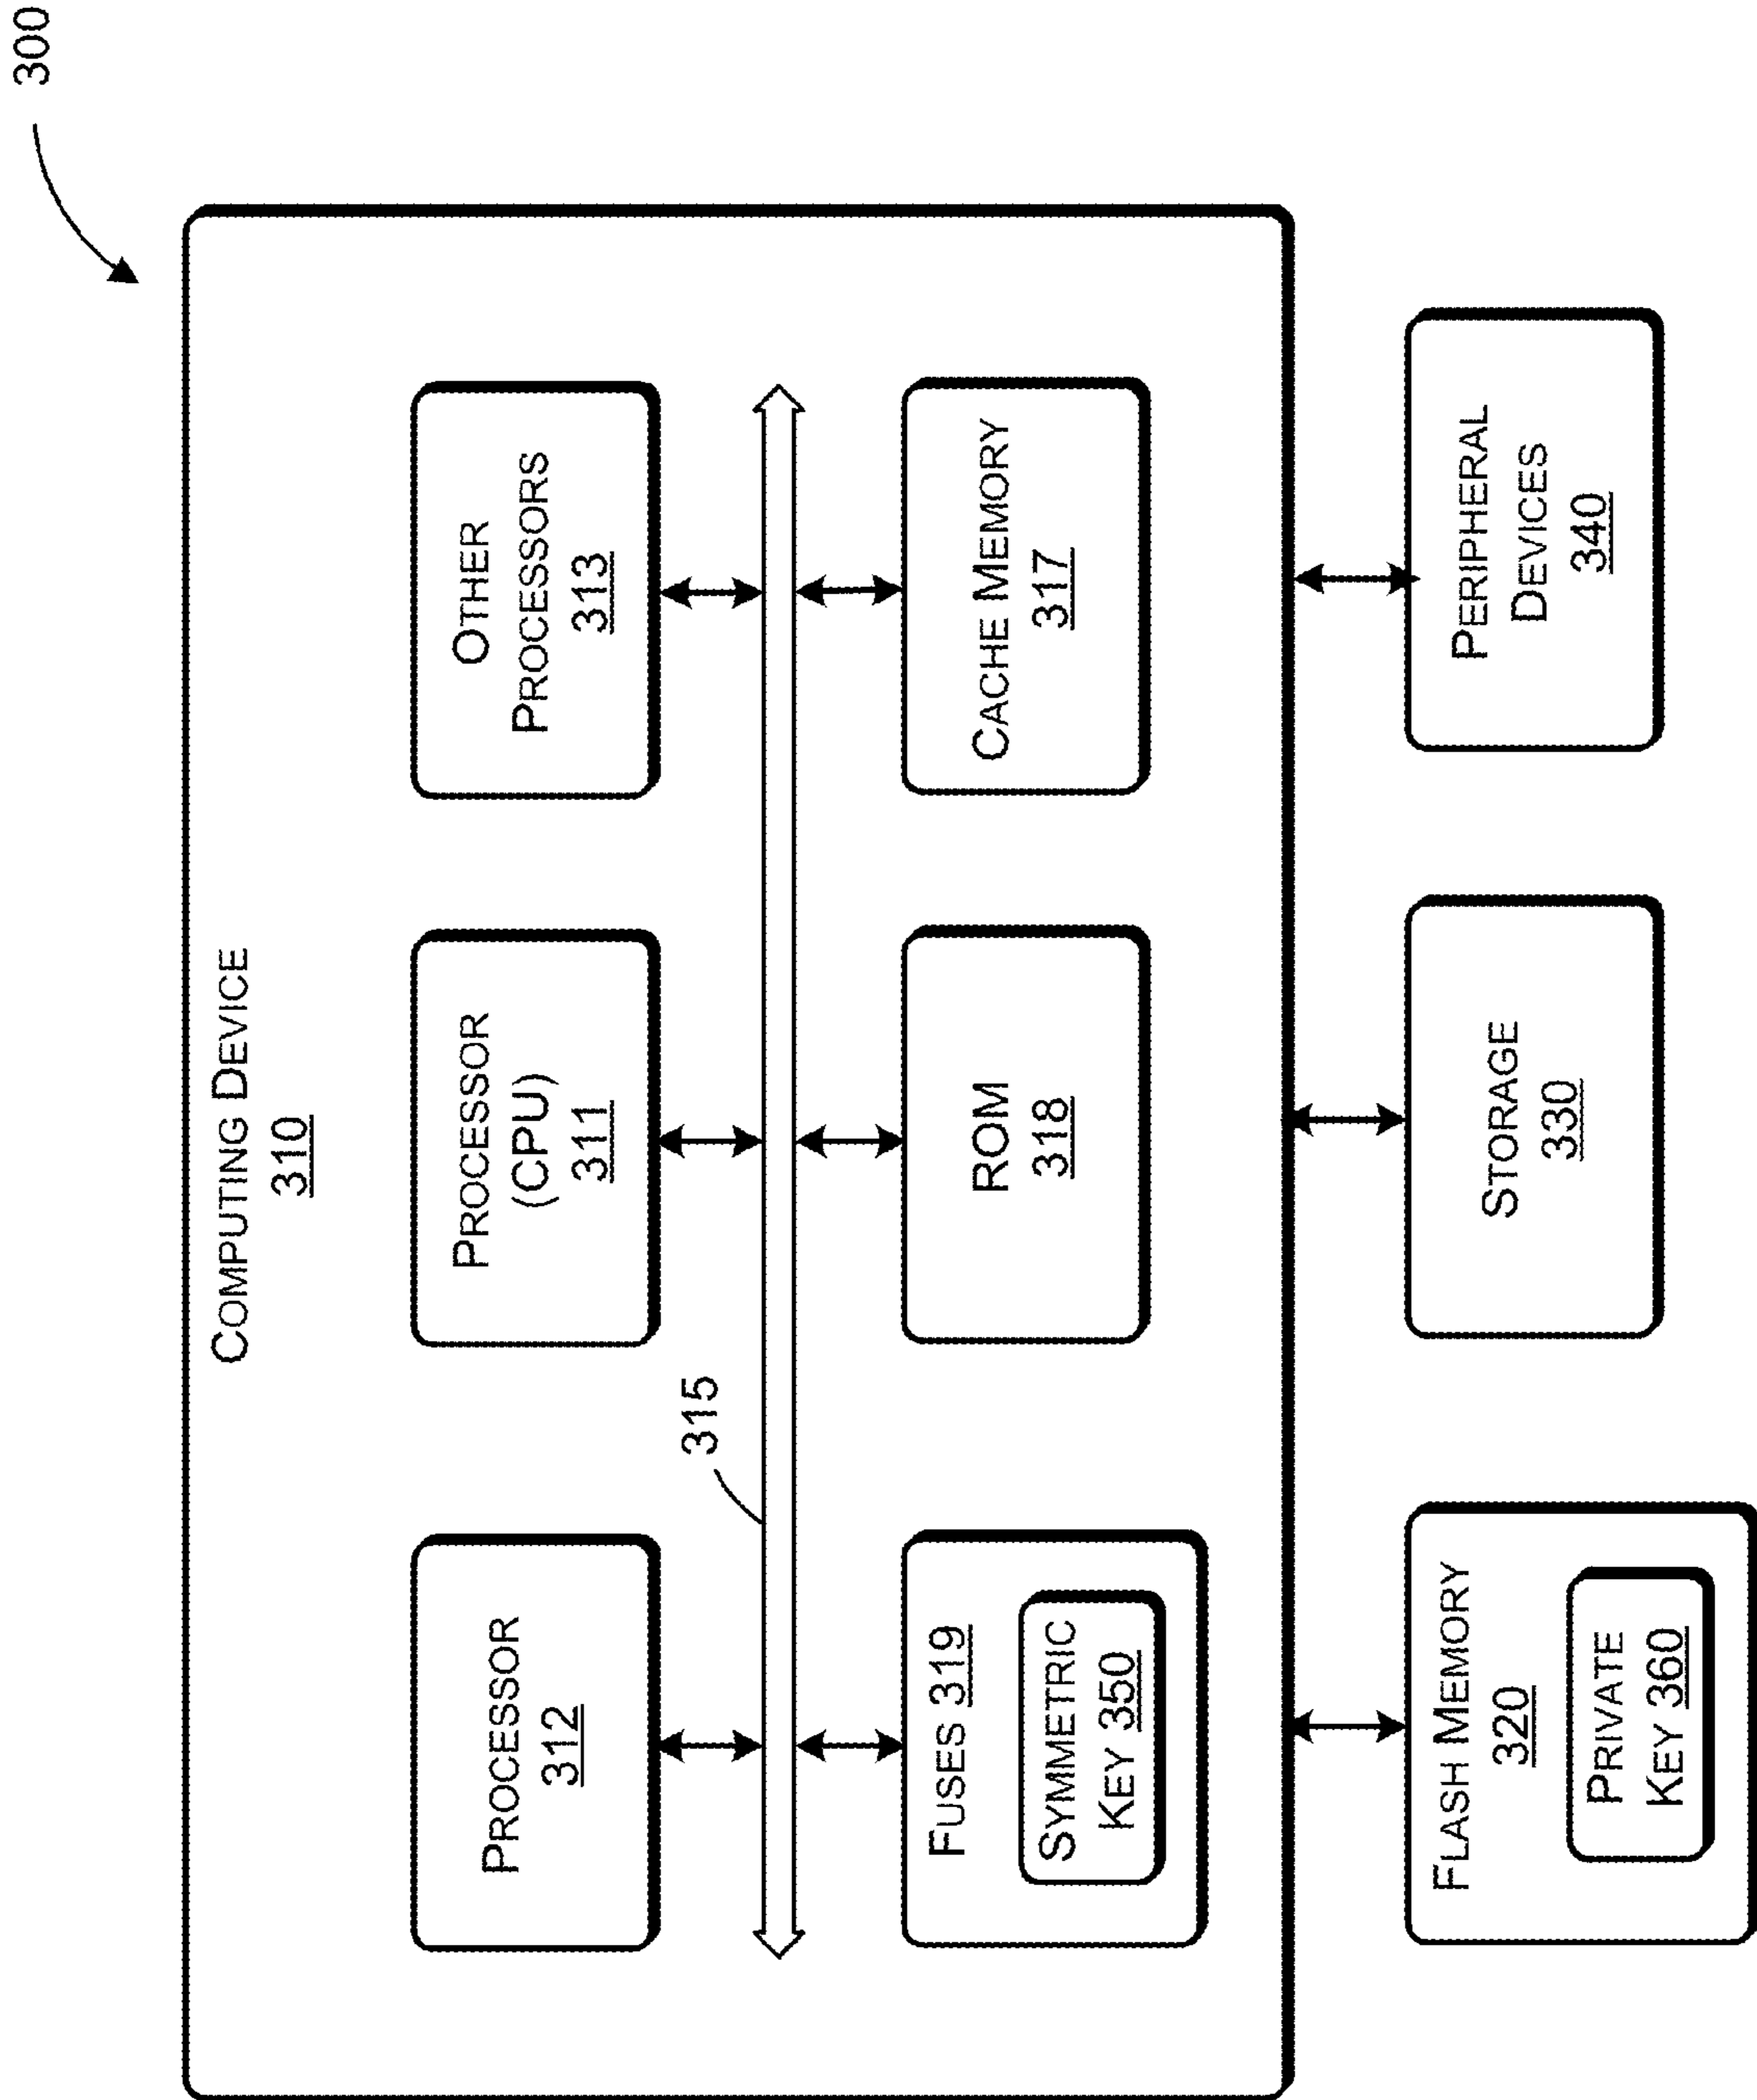 300
COMPUTING DEVICE
310
PROCESSOR
312
PROCESSOR
(CPU)
311
OTHER
PROCESSORS
313
315
FUSES 319
SYMMETRIC
KEY 350
ROM
318
CACHE MEMORY
317
FLASH MEMORY
320
PRIVATE
KEY 360
STORAGE
330
PERIPHERAL
DEVICES
340